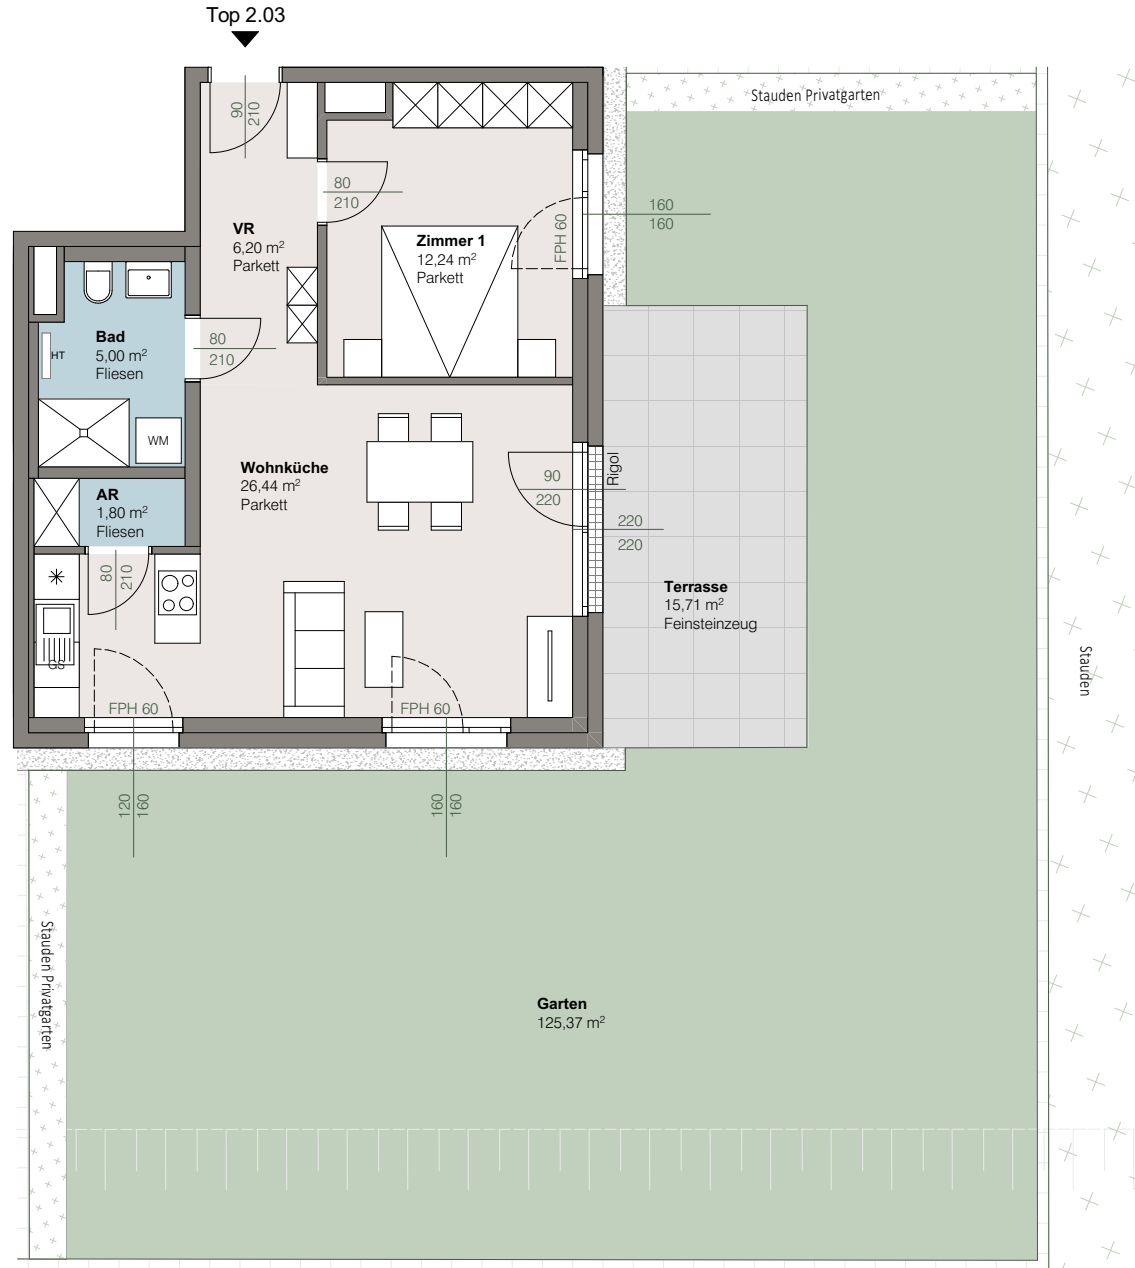 Top 2.03
Stauden Privatgarten
90
210
80
210
160
160
FPH 60
VR
6,20 m²
Parkett
Zimmer 1
12,24 m²
Parkett
Bad
5,00 m²
Fliesen
HT
80
210
WM
Wohnküche
26,44 m²
Parkett
90
220
Rigol
220
220
AR
1,80 m²
Fliesen
80
210
Terrasse
15,71 m²
Feinsteinzeug
Stauden
GS
FPH 60
FPH 60
120
160
160
160
Stauden Privatgarten
Garten
125,37 m²